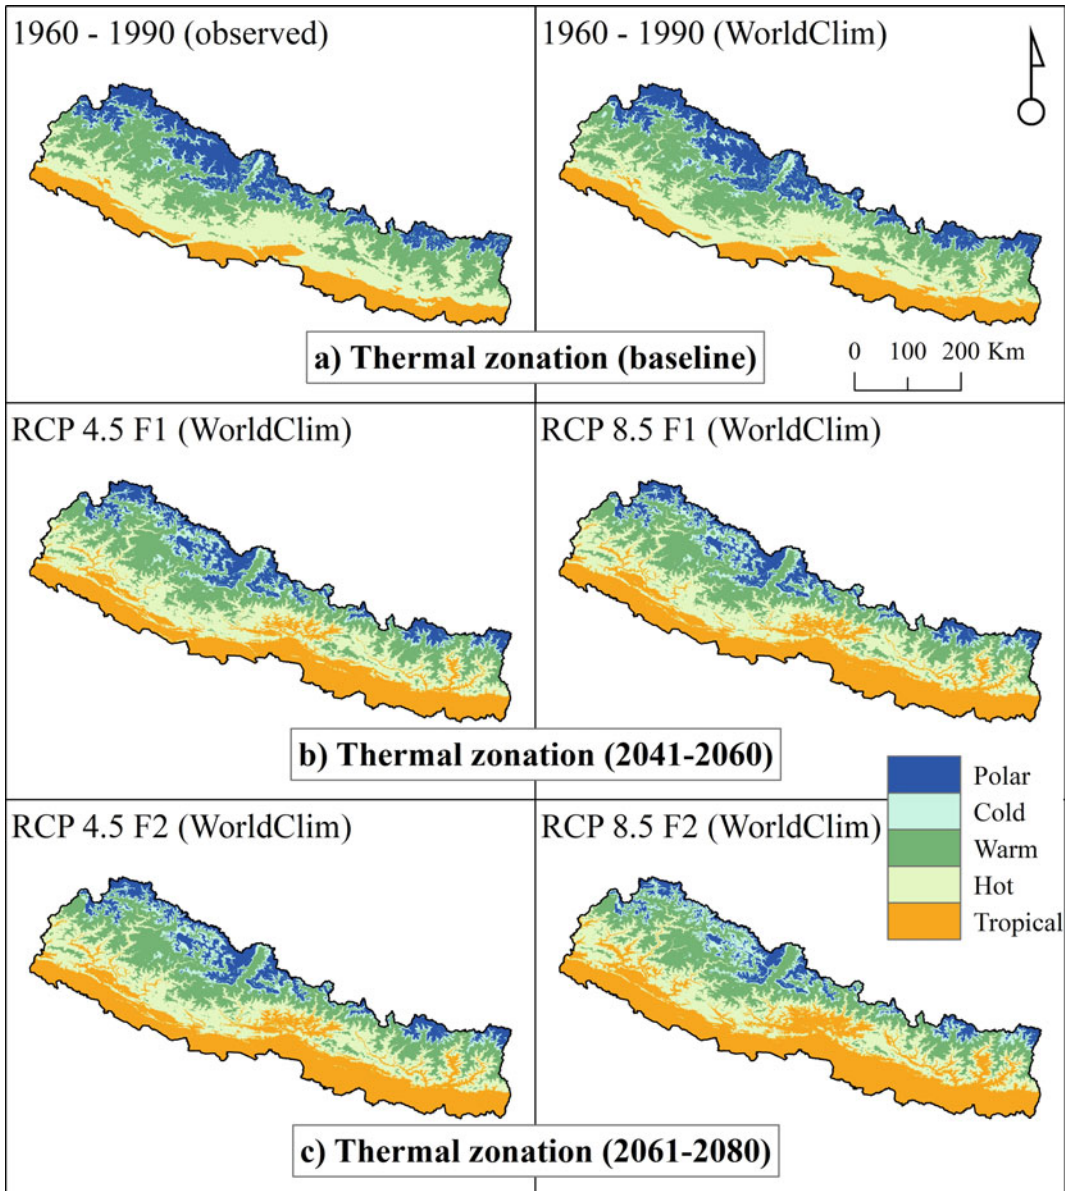 1960 - 1990 (observed)
1960 - 1990 (WorldClim)
a) Thermal zonation (baseline)
0 100 200 Km
RCP 4.5 F1 (WorldClim)
RCP 8.5 F1 (WorldClim)
b) Thermal zonation (2041-2060)
Polar
Cold
Warm
Hot
Tropical
RCP 4.5 F2 (WorldClim)
RCP 8.5 F2 (WorldClim)
c) Thermal zonation (2061-2080)